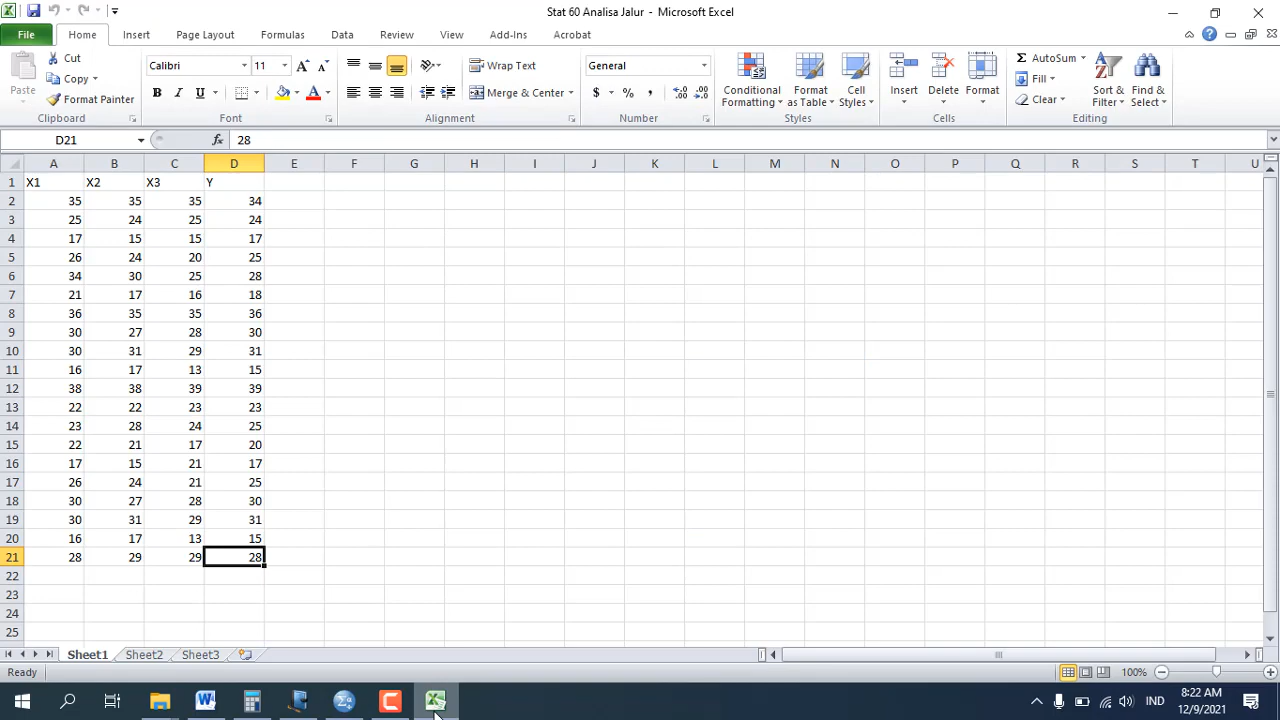 Stat 60 Analisa Jalur - Microsoft Excel
File Home Insert Page Layout Formulas Data Review View Add-Ins Acrobat
Paste
Cut
Copy
Format Painter
Clipboard
Calibri 11
B I U A
Font
Wrap Text
Merge & Center
Alignment
General
$ % ,
Number
Conditional Formatting
Format as Table
Cell Styles
Styles
Insert
Delete
Format
Cells
Σ AutoSum
Fill
Clear
Sort & Filter
Find & Select
Editing
D21 fx 28
A B C D E F G H I J K L M N O P Q R S T U
1 X1 X2 X3 Y
2 35 35 35 34
3 25 24 25 24
4 17 15 15 17
5 26 24 20 25
6 34 30 25 28
7 21 17 16 18
8 36 35 35 36
9 30 27 28 30
10 30 31 29 31
11 16 17 13 15
12 38 38 39 39
13 22 22 23 23
14 23 28 24 25
15 22 21 17 20
16 17 15 21 17
17 26 24 21 25
18 30 27 28 30
19 30 31 29 31
20 16 17 13 15
21 28 29 29 28
22
23
24
25
Sheet1 Sheet2 Sheet3
Ready 100%
IND 8:22 AM
12/9/2021